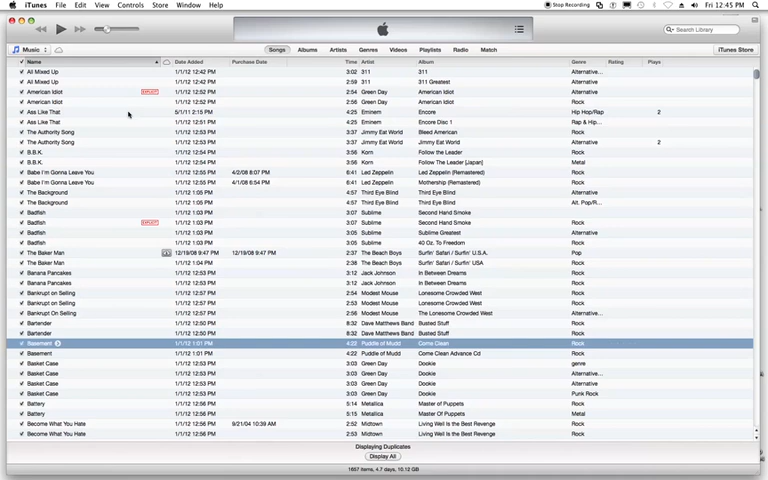 iTunes File Edit View Controls Store Window Help Stop Recording Fri 12:45 PM
Search Library
Music Songs Albums Artists Genres Videos Playlists Radio Match iTunes Store
Name Date Added Purchase Date Time Artist Album Genre Rating Plays
All Mixed Up 1/1/12 12:42 PM 3:02 311 311 Alternative...
All Mixed Up 1/1/12 12:42 PM 2:59 311 311 Greatest Alternative
American Idiot EXPLICIT 1/1/12 12:52 PM 2:54 Green Day American Idiot Alternative
American Idiot 1/1/12 12:52 PM 2:54 Green Day American Idiot Rock
Ass Like That 5/1/11 2:15 PM 4:25 Eminem Encore Hip Hop/Rap 2
Ass Like That 1/1/12 12:51 PM 4:25 Eminem Encore Disc 1 Rap & Hip...
The Authority Song 1/1/12 12:53 PM 3:37 Jimmy Eat World Bleed American Rock
The Authority Song 1/1/12 12:53 PM 3:37 Jimmy Eat World Jimmy Eat World Alternative 2
B.B.K. 1/1/12 12:54 PM 3:56 Korn Follow the Leader Rock
B.B.K. 1/1/12 12:54 PM 3:56 Korn Follow The Leader [Japan] Metal
Babe I'm Gonna Leave You 1/1/12 12:55 PM 4/2/08 8:07 PM 6:41 Led Zeppelin Led Zeppelin (Remastered) Rock
Babe I'm Gonna Leave You 1/1/12 12:55 PM 4/1/08 6:54 PM 6:40 Led Zeppelin Mothership (Remastered) Rock
The Background 1/1/12 1:05 PM 4:56 Third Eye Blind Third Eye Blind Alternative
The Background 1/1/12 1:05 PM 4:56 Third Eye Blind Third Eye Blind Alt. Pop/R...
Badfish 1/1/12 1:03 PM 3:07 Sublime Second Hand Smoke
Badfish EXPLICIT 1/1/12 1:03 PM 3:07 Sublime Second Hand Smoke Rock
Badfish 1/1/12 1:03 PM 3:05 Sublime Sublime Greatest Alternative
Badfish 1/1/12 1:03 PM 3:05 Sublime 40 Oz. To Freedom Rock
The Baker Man 12/19/08 9:47 PM 12/19/08 9:47 PM 2:37 The Beach Boys Surfin' Safari / Surfin' U.S.A. Pop
The Baker Man 1/1/12 1:04 PM 2:38 The Beach Boys Surfin' Safari / Surfin' USA Rock
Banana Pancakes 1/1/12 12:53 PM 3:12 Jack Johnson In Between Dreams Rock
Banana Pancakes 1/1/12 12:53 PM 3:12 Jack Johnson In Between Dreams Rock
Bankrupt on Selling 1/1/12 12:57 PM 2:54 Modest Mouse Lonesome Crowded West Rock
Bankrupt on Selling 1/1/12 12:57 PM 2:53 Modest Mouse Lonesome Crowded West Rock
Bankrupt On Selling 1/1/12 12:57 PM 2:54 Modest Mouse The Lonesome Crowded West Alternative...
Bartender 1/1/12 12:50 PM 8:32 Dave Matthews Band Busted Stuff Rock
Bartender 1/1/12 12:50 PM Dave Matthews Band Busted Stuff Rock
Basement 1/1/12 1:01 PM 4:22 Puddle of Mudd Come Clean Rock
Basement 1/1/12 1:01 PM 4:22 Puddle of Mudd Come Clean Advance Cd Rock
Basket Case 1/1/12 12:53 PM 3:03 Green Day Dookie genre
Basket Case 1/1/12 12:53 PM 3:03 Green Day Dookie Alternative...
Basket Case 1/1/12 12:53 PM 3:03 Green Day Dookie Alternative
Basket Case 1/1/12 12:53 PM 3:03 Green Day Dookie Punk Rock
Battery 1/1/12 12:56 PM 5:14 Metallica Master of Puppets Rock
Battery 1/1/12 12:56 PM 5:15 Metallica Master Of Puppets Metal
Become What You Hate 1/1/12 12:56 PM 9/21/04 10:39 AM 2:52 Midtown Living Well Is the Best Revenge Rock
Become What You Hate 1/1/12 12:56 PM 2:53 Midtown Living Well is the Best Revenge Rock
Displaying Duplicates
Display All
1657 items, 4.7 days, 10.12 GB